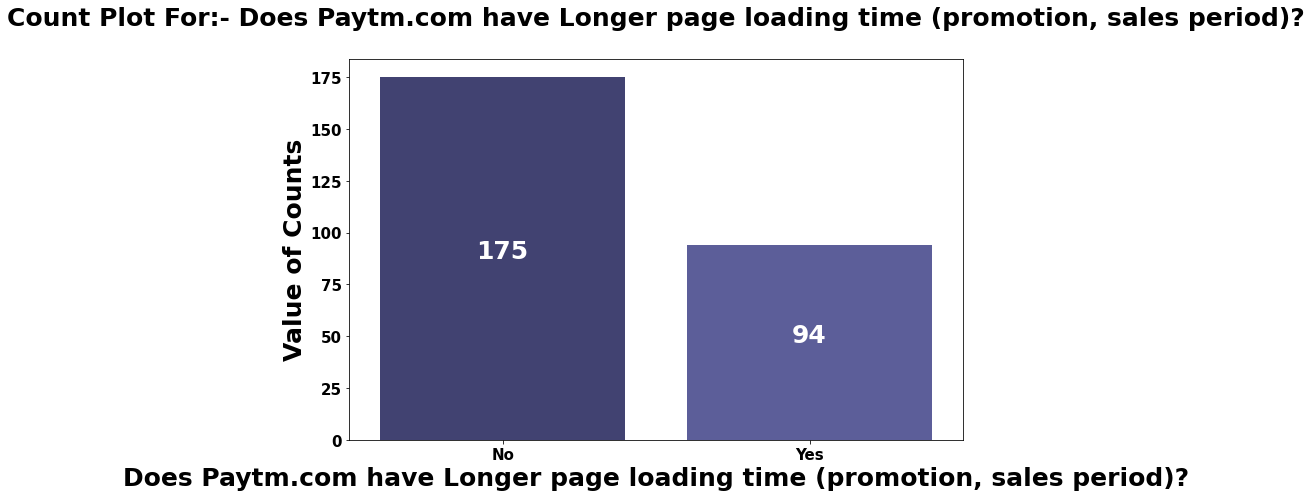 Count Plot For:- Does Paytm.com have Longer page loading time (promotion, sales period)?
Value of Counts
175
150
125
100
75
50
25
0
175
94
No Yes
Does Paytm.com have Longer page loading time (promotion, sales period)?